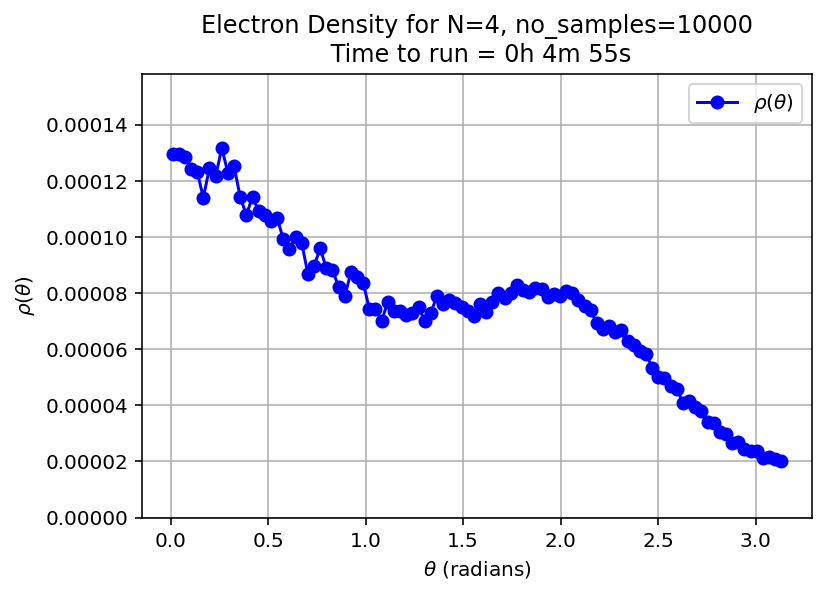 Electron Density for N=4, no_samples=10000
Time to run = 0h 4m 55s
ρ(θ)
0.00014
0.00012
0.00010
0.00008
0.00006
0.00004
0.00002
0.00000
ρ(θ)
0.0 0.5 1.0 1.5 2.0 2.5 3.0
θ (radians)